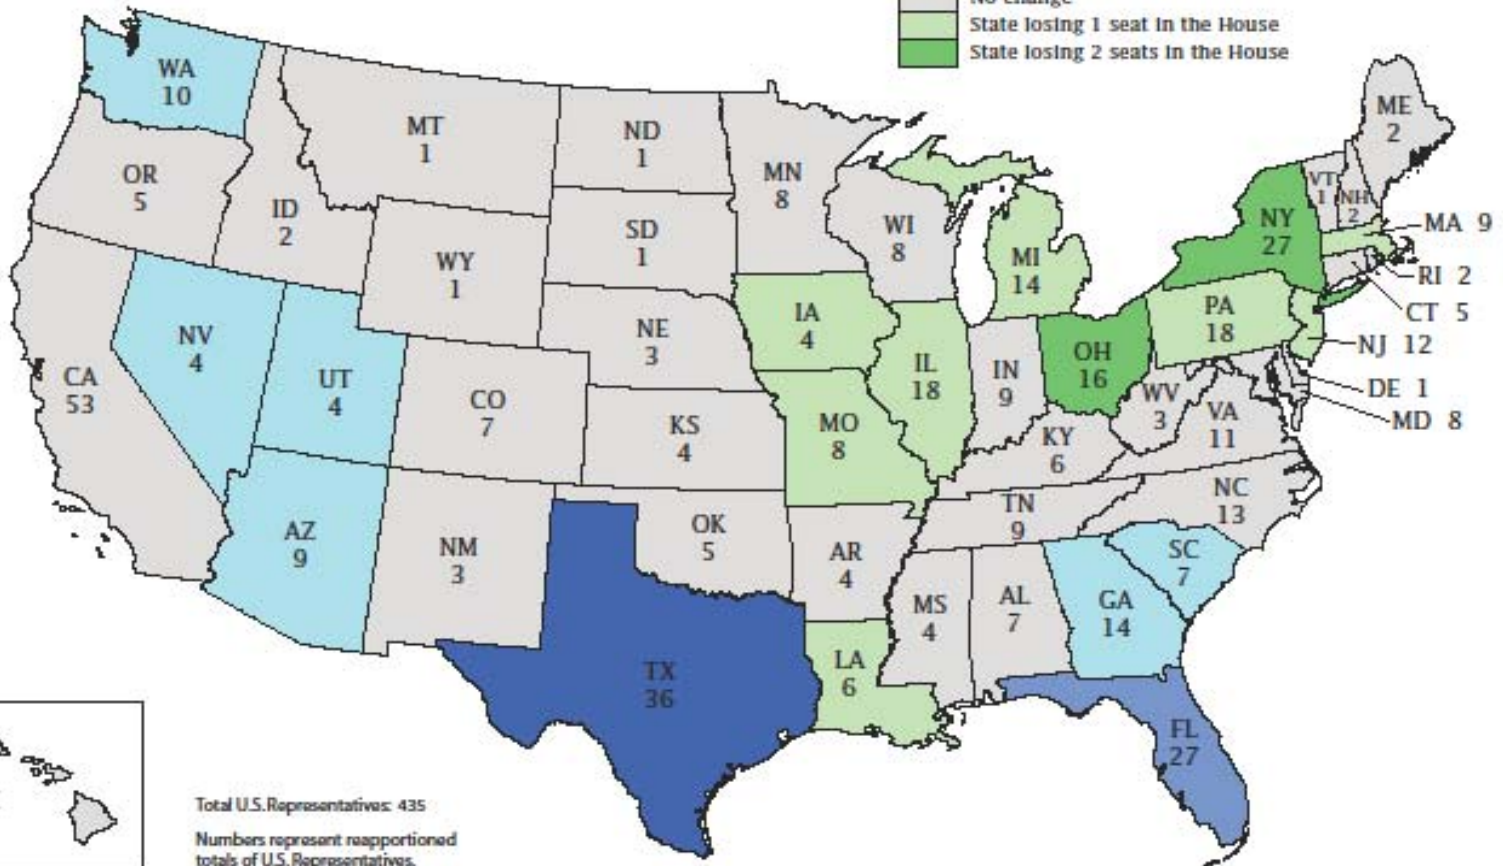 No change
State losing 1 seat in the House
State losing 2 seats in the House
WA
10
OR
5
ID
2
MT
1
ND
1
MN
8
SD
1
WY
1
WI
8
MI
14
ME
2
VT
1
NH
2
NY
27
MA 9
RI 2
CT 5
NJ 12
DE 1
MD 8
PA
18
NV
4
UT
4
CA
53
CO
7
NE
3
KS
4
IA
4
MO
8
IL
18
IN
9
OH
16
WV
3
VA
11
KY
6
TN
9
NC
13
SC
7
AZ
9
NM
3
OK
5
AR
4
MS
4
AL
7
GA
14
TX
36
LA
6
FL
27
Total U.S. Representatives: 435
Numbers represent reapportioned
totals of U.S. Representatives.